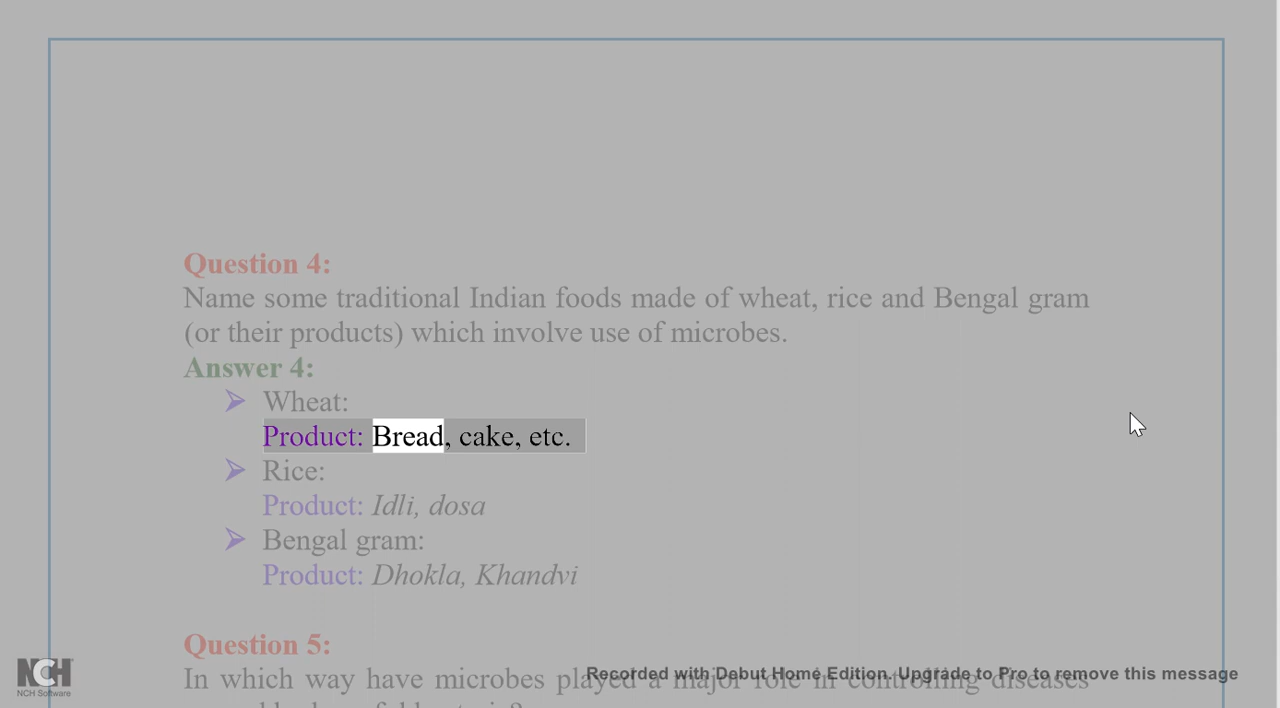 Question 4:
Name some traditional Indian foods made of wheat, rice and Bengal gram
(or their products) which involve use of microbes.
Answer 4:
➢ Wheat:
Product: Bread, cake, etc.
➢ Rice:
Product: Idli, dosa
➢ Bengal gram:
Product: Dhokla, Khandvi
Question 5:
In which way have microbes played a major role in controlling diseases
NCH
NCH Software
Recorded with Debut Home Edition. Upgrade to Pro to remove this message